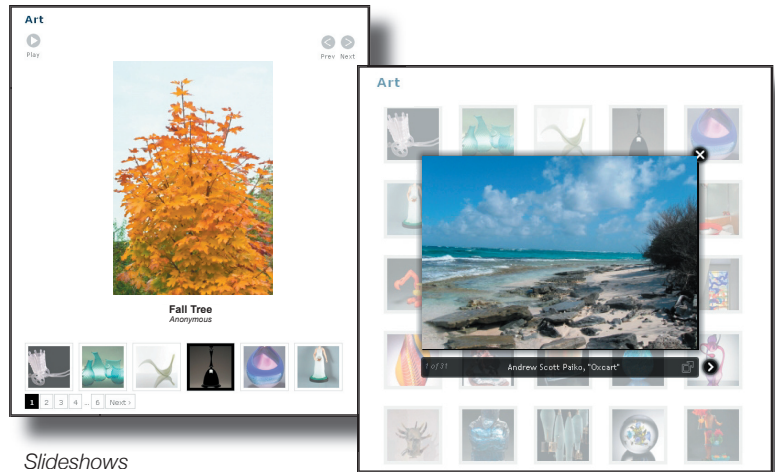 Art
Play
Prev Next
Fall Tree
Anonymous
1 2 3 4 .. 6 Next ›
Slideshows
Art
1 of 31 Andrew Scott Palko, "Oxcart"